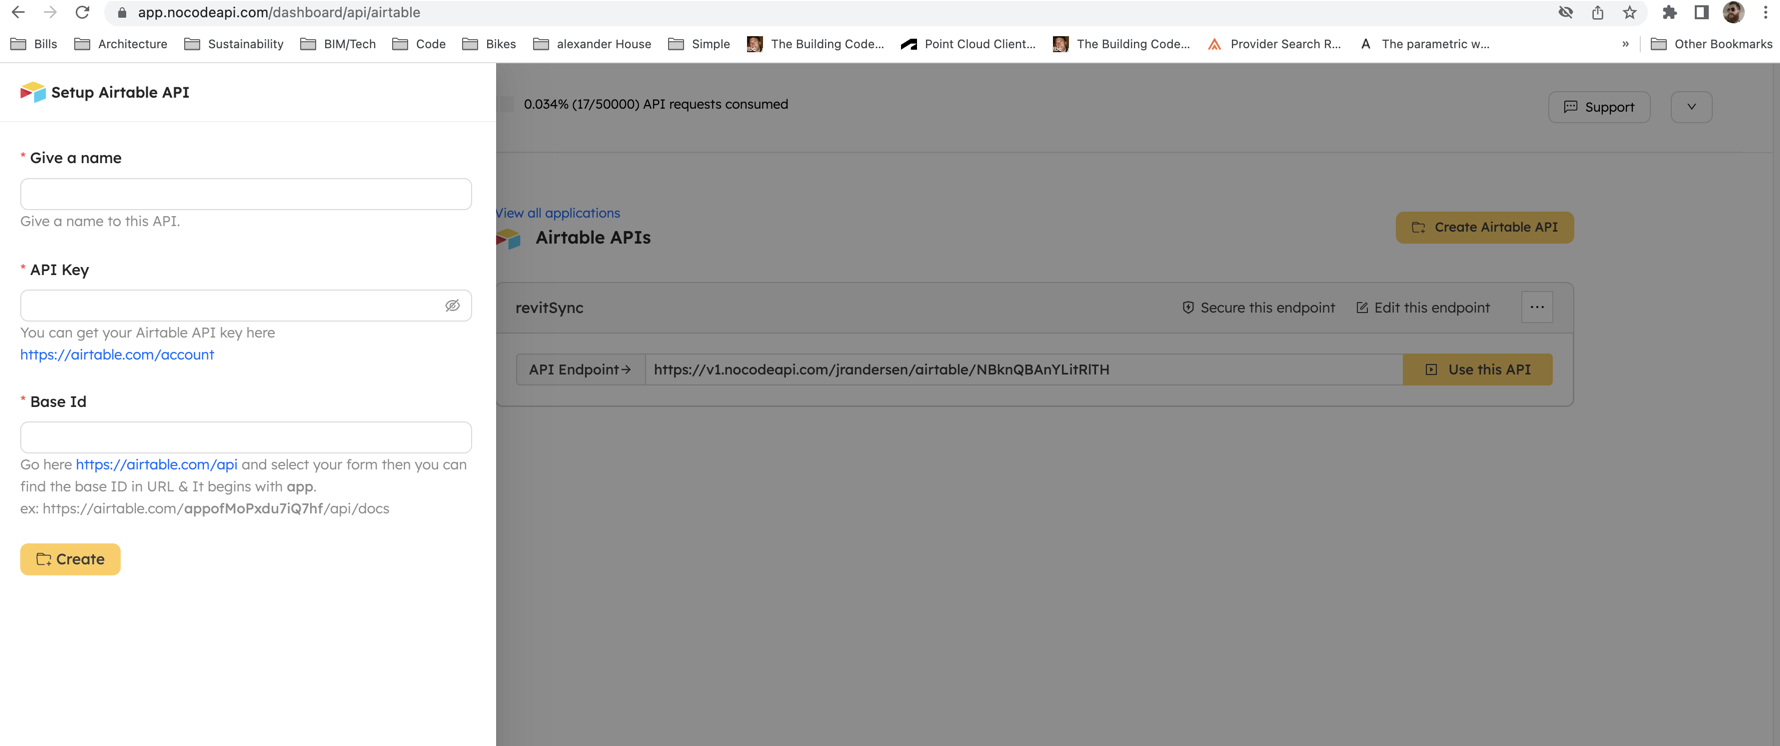 app.nocodeapi.com/dashboard/api/airtable
Bills Architecture Sustainability BIM/Tech Code Bikes alexander House Simple The Building Code... Point Cloud Client... The Building Code... Provider Search R... A The parametric w... » Other Bookmarks
Setup Airtable API
0.034% (17/50000) API requests consumed
Support
* Give a name
Give a name to this API.
View all applications
Airtable APIs
Create Airtable API
* API Key
You can get your Airtable API key here
https://airtable.com/account
revitSync
Secure this endpoint Edit this endpoint ...
API Endpoint→ https://v1.nocodeapi.com/jrandersen/airtable/NBknQBAnYLitRlTH Use this API
* Base Id
Go here https://airtable.com/api and select your form then you can
find the base ID in URL & It begins with app.
ex: https://airtable.com/appofMoPxdu7iQ7hf/api/docs
Create